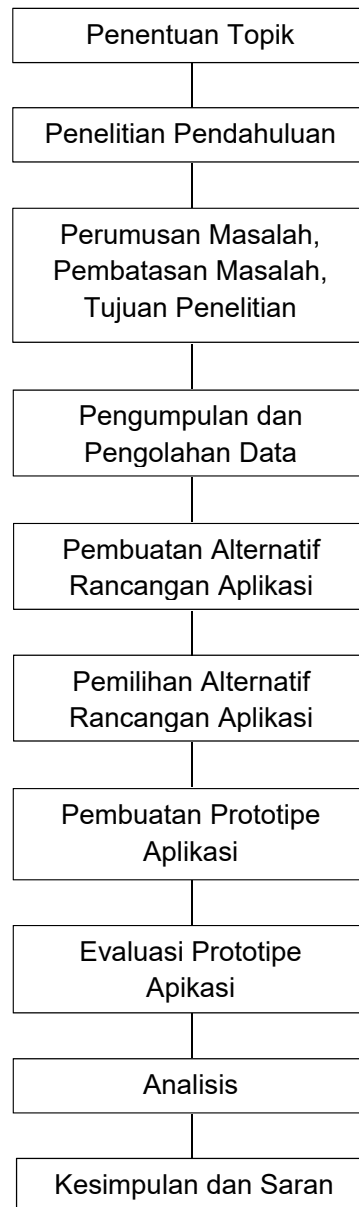 Penentuan Topik
Penelitian Pendahuluan
Perumusan Masalah,
Pembatasan Masalah,
Tujuan Penelitian
Pengumpulan dan
Pengolahan Data
Pembuatan Alternatif
Rancangan Aplikasi
Pemilihan Alternatif
Rancangan Aplikasi
Pembuatan Prototipe
Aplikasi
Evaluasi Prototipe
Apikasi
Analisis
Kesimpulan dan Saran